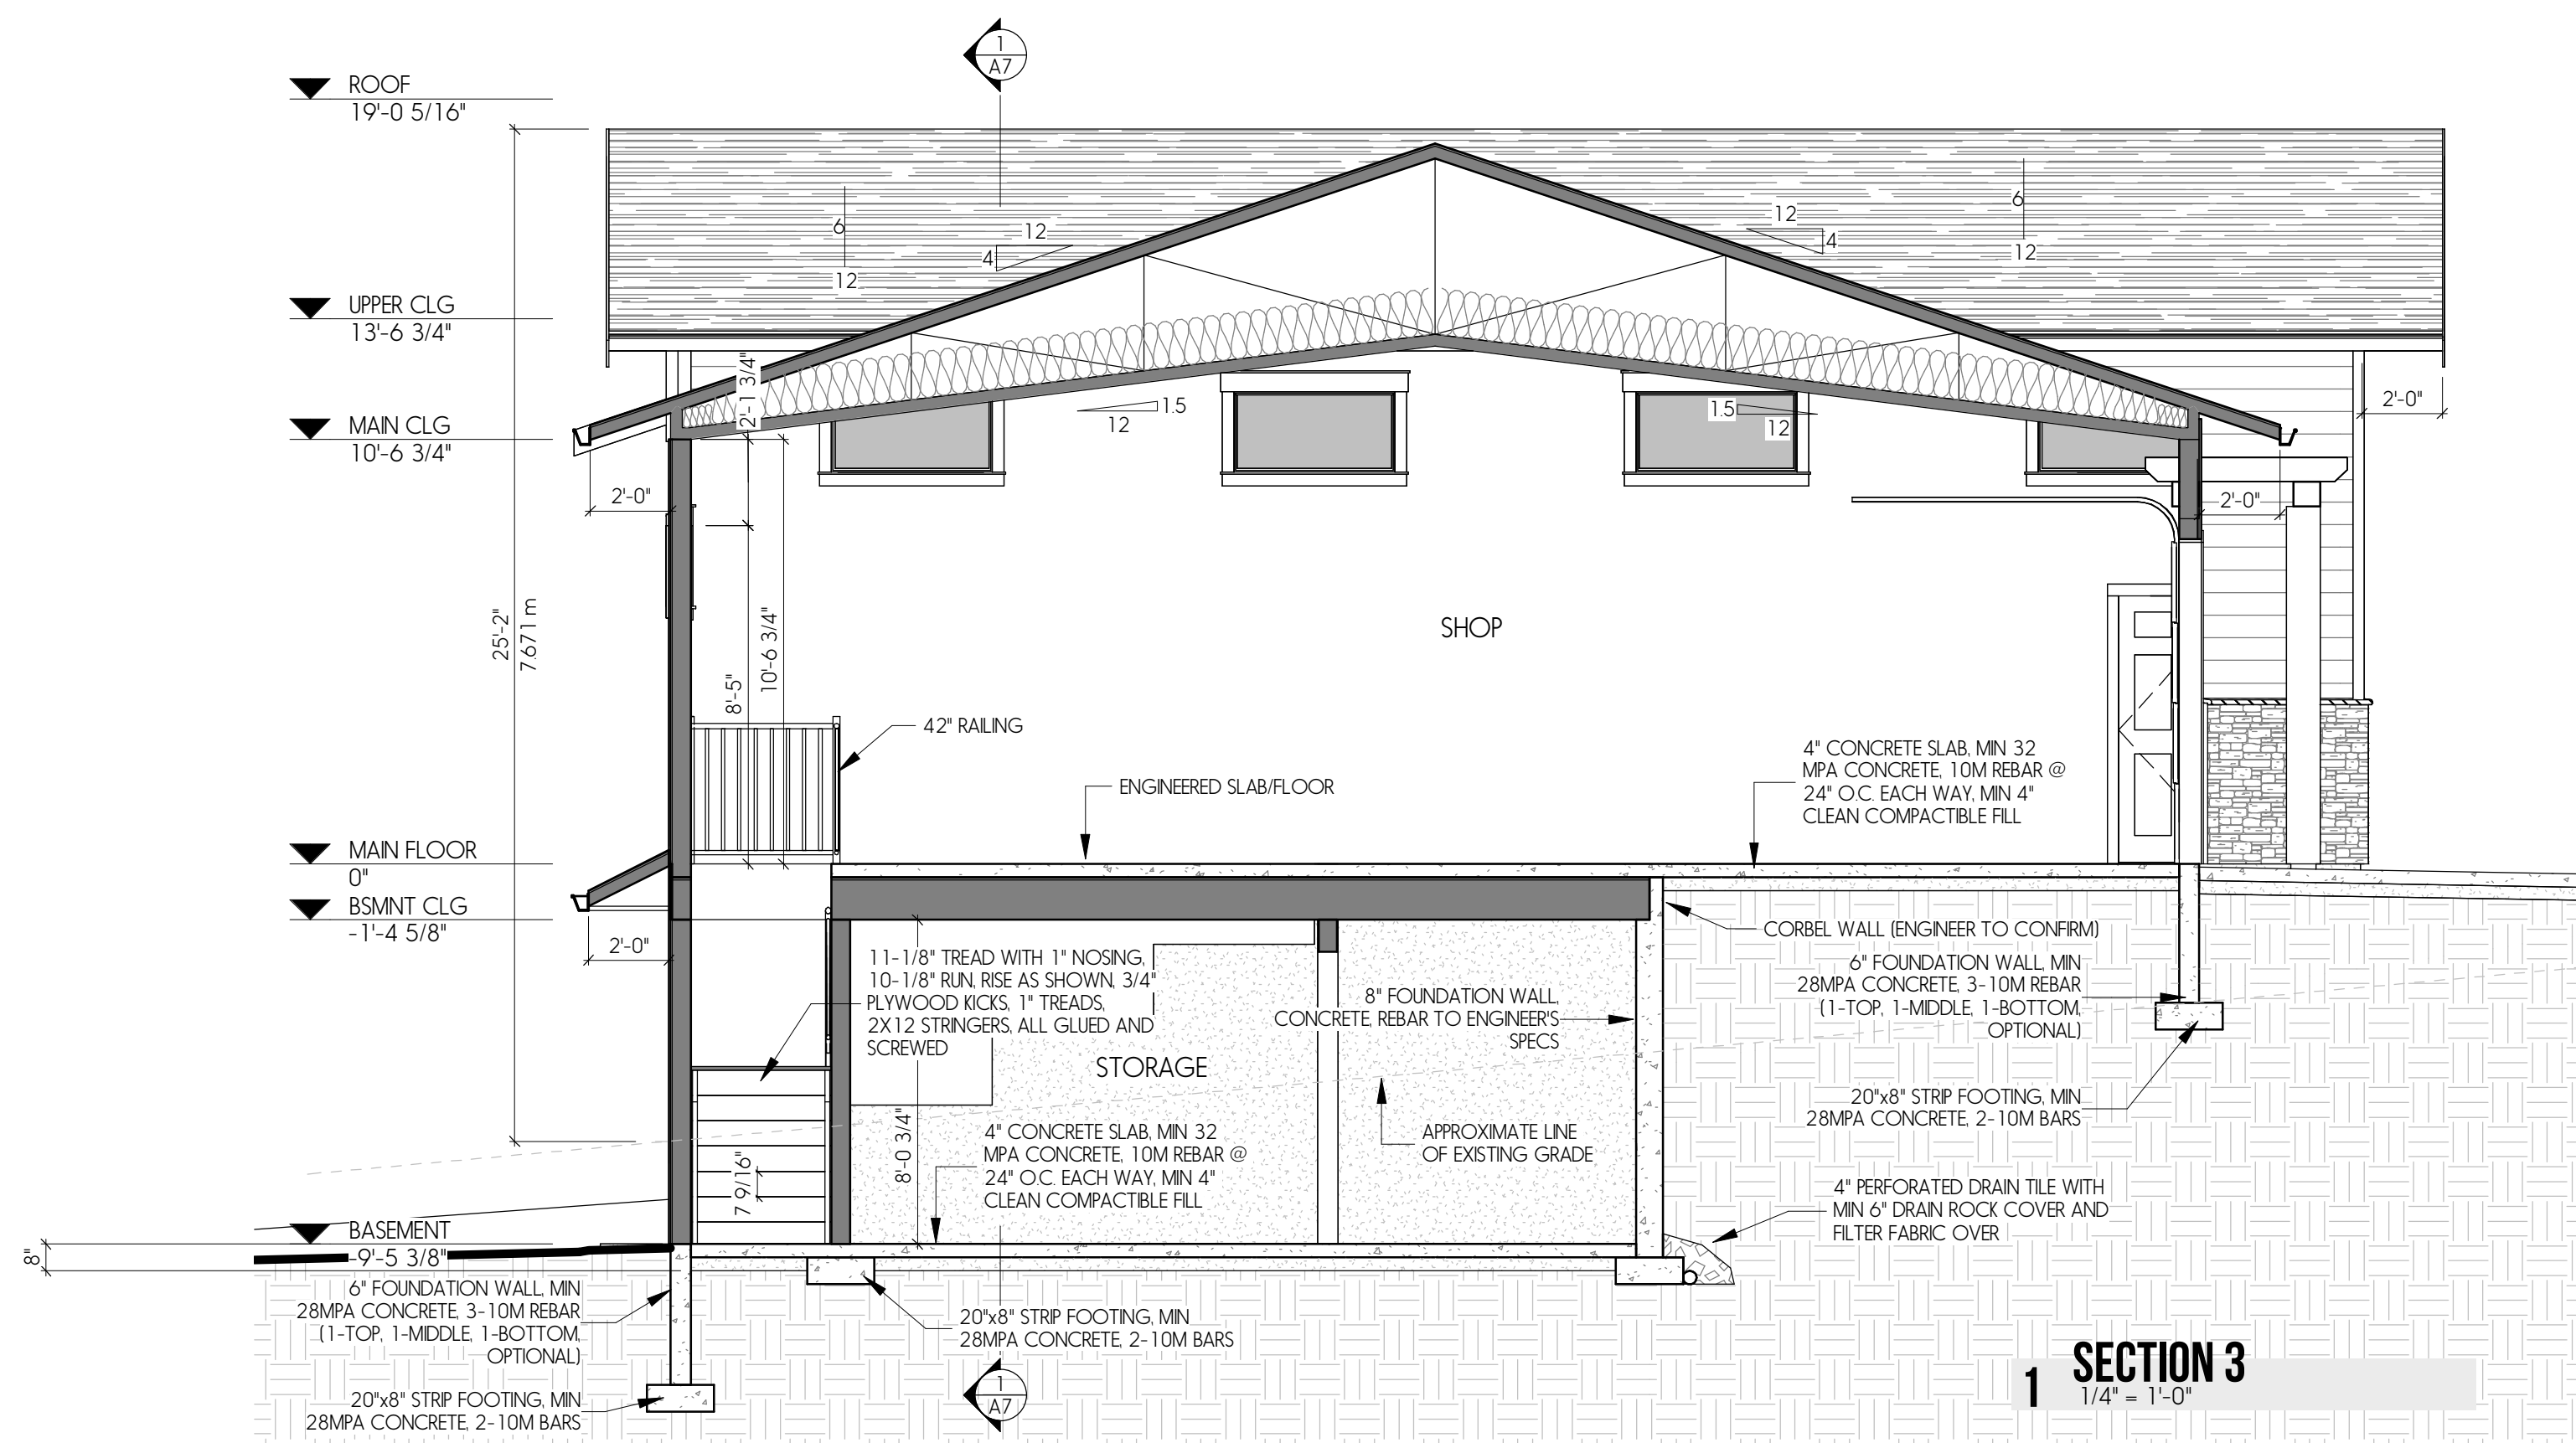 1
A7
ROOF
19'-0 5/16"
UPPER CLG
13'-6 3/4"
MAIN CLG
10'-6 3/4"
MAIN FLOOR
0"
BSMNT CLG
-1'-4 5/8"
BASEMENT
-9'-5 3/8"
25'-2"
7.671 m
8"
6
12
12
4
12
4
6
12
2'-1 3/4"
1.5
12
1.5
12
2'-0"
2'-0"
2'-0"
8'-5"
10'-6 3/4"
SHOP
42" RAILING
ENGINEERED SLAB/FLOOR
4" CONCRETE SLAB, MIN 32
MPA CONCRETE, 10M REBAR @
24" O.C. EACH WAY, MIN 4"
CLEAN COMPACTIBLE FILL
2'-0"
11-1/8" TREAD WITH 1" NOSING,
10-1/8" RUN, RISE AS SHOWN, 3/4"
PLYWOOD KICKS, 1" TREADS,
2X12 STRINGERS, ALL GLUED AND
SCREWED
STORAGE
8'-0 3/4"
7 9/16"
8" FOUNDATION WALL,
CONCRETE, REBAR TO ENGINEER'S
SPECS
CORBEL WALL (ENGINEER TO CONFIRM)
6" FOUNDATION WALL, MIN
28MPA CONCRETE, 3-10M REBAR
(1-TOP, 1-MIDDLE, 1-BOTTOM,
OPTIONAL)
20"x8" STRIP FOOTING, MIN
28MPA CONCRETE, 2-10M BARS
4" CONCRETE SLAB, MIN 32
MPA CONCRETE, 10M REBAR @
24" O.C. EACH WAY, MIN 4"
CLEAN COMPACTIBLE FILL
APPROXIMATE LINE
OF EXISTING GRADE
4" PERFORATED DRAIN TILE WITH
MIN 6" DRAIN ROCK COVER AND
FILTER FABRIC OVER
6" FOUNDATION WALL, MIN
28MPA CONCRETE, 3-10M REBAR
(1-TOP, 1-MIDDLE, 1-BOTTOM,
OPTIONAL)
20"x8" STRIP FOOTING, MIN
28MPA CONCRETE, 2-10M BARS
20"x8" STRIP FOOTING, MIN
28MPA CONCRETE, 2-10M BARS
1
A7
1
SECTION 3
1/4" = 1'-0"